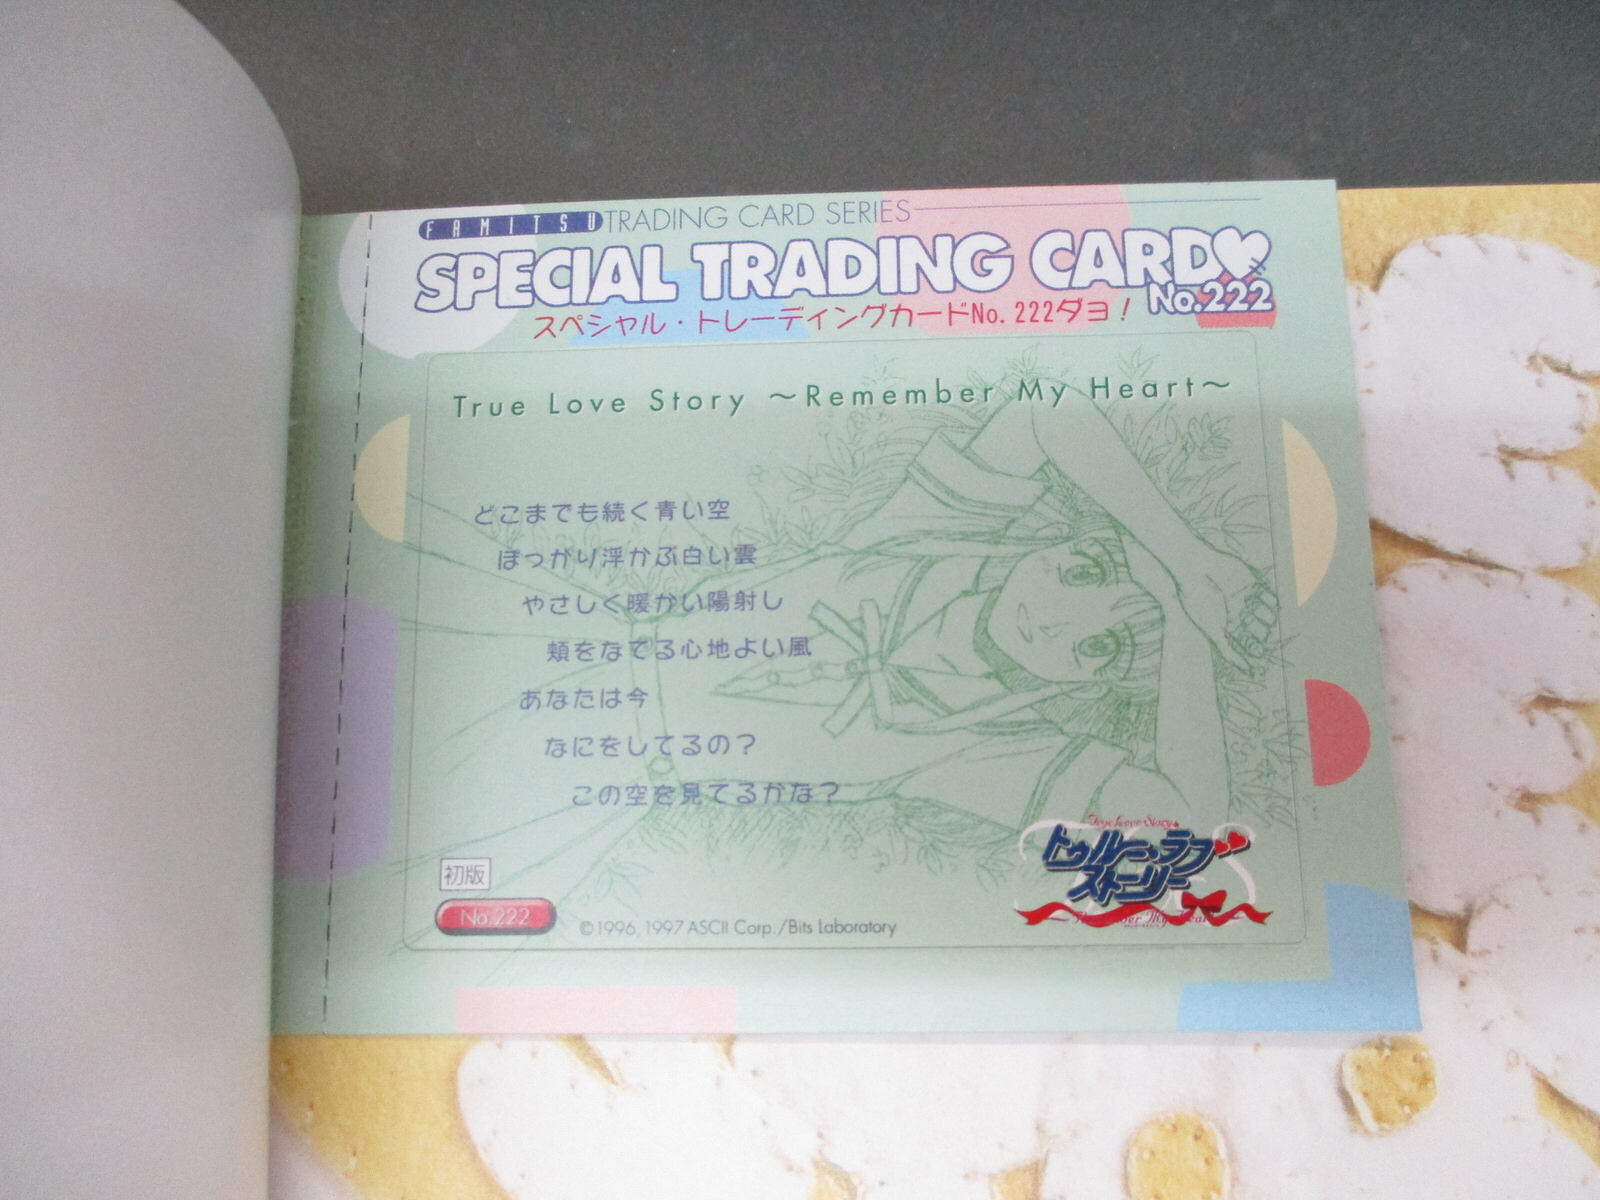 FAMITSU TRADING CARD SERIES
SPECIAL TRADING CARD♥
No.222
スペシャル・トレーディングカードNo.222ダヨ!
True Love Story 〜Remember My Heart〜
どこまでも続く青い空
ぽっかり浮かぶ白い雲
やさしく暖かい陽射し
頬をなでる心地よい風
あなたは今
なにをしてるの?
この空を見てるかな?
初版
No.222
©1996,1997 ASCII Corp./Bits Laboratory
True Love Story
トゥルー・ラブ
ストーリー